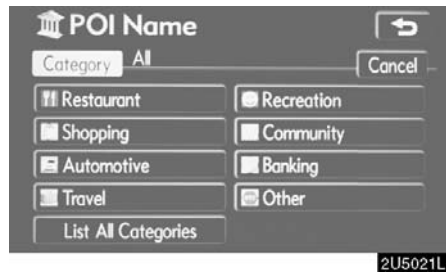 POI Name
Category All
Cancel
Restaurant Recreation
Shopping Community
Automotive Banking
Travel Other
List All Categories
2U5021L